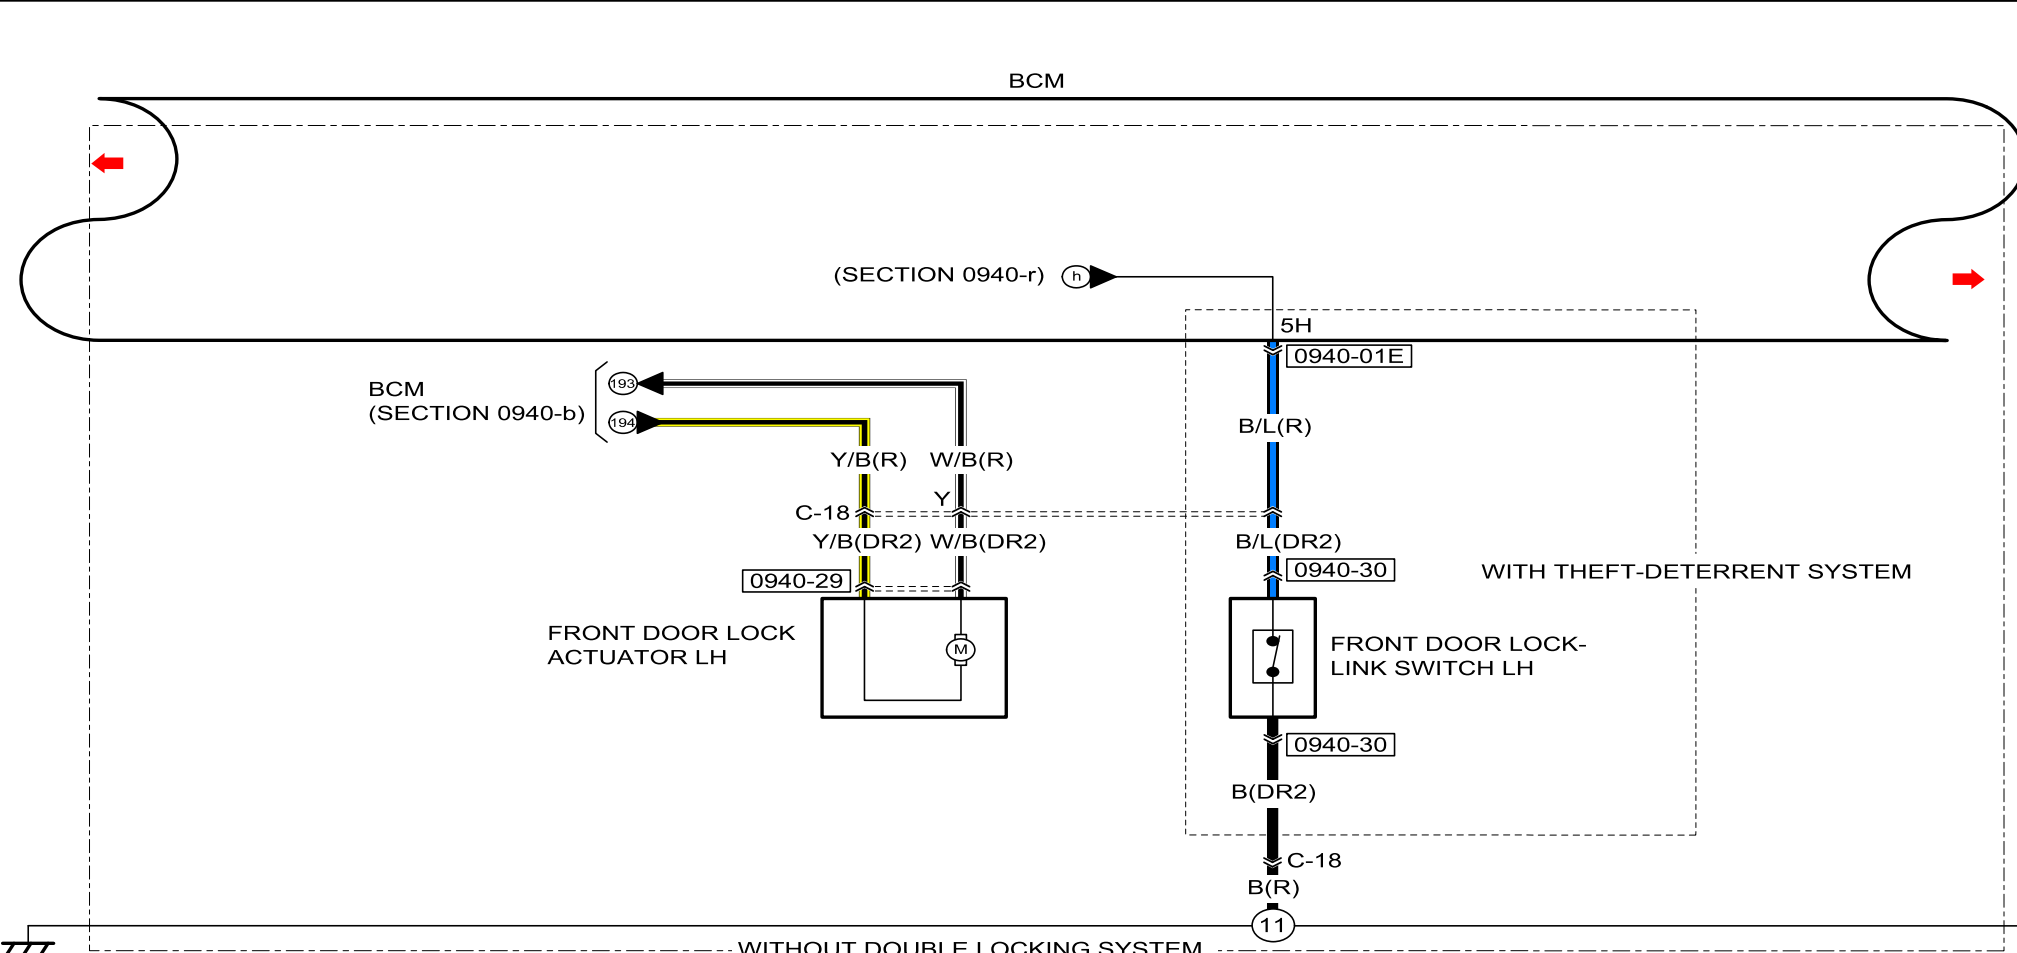 BCM
(SECTION 0940-r)
h
5H
0940-01E
BCM
(SECTION 0940-b)
193
194
B/L(R)
Y/B(R)
W/B(R)
Y
C-18
Y/B(DR2)
W/B(DR2)
B/L(DR2)
0940-29
0940-30
WITH THEFT-DETERRENT SYSTEM
FRONT DOOR LOCK
ACTUATOR LH
M
FRONT DOOR LOCK-
LINK SWITCH LH
0940-30
B(DR2)
C-18
B(R)
11
WITHOUT DOUBLE LOCKING SYSTEM